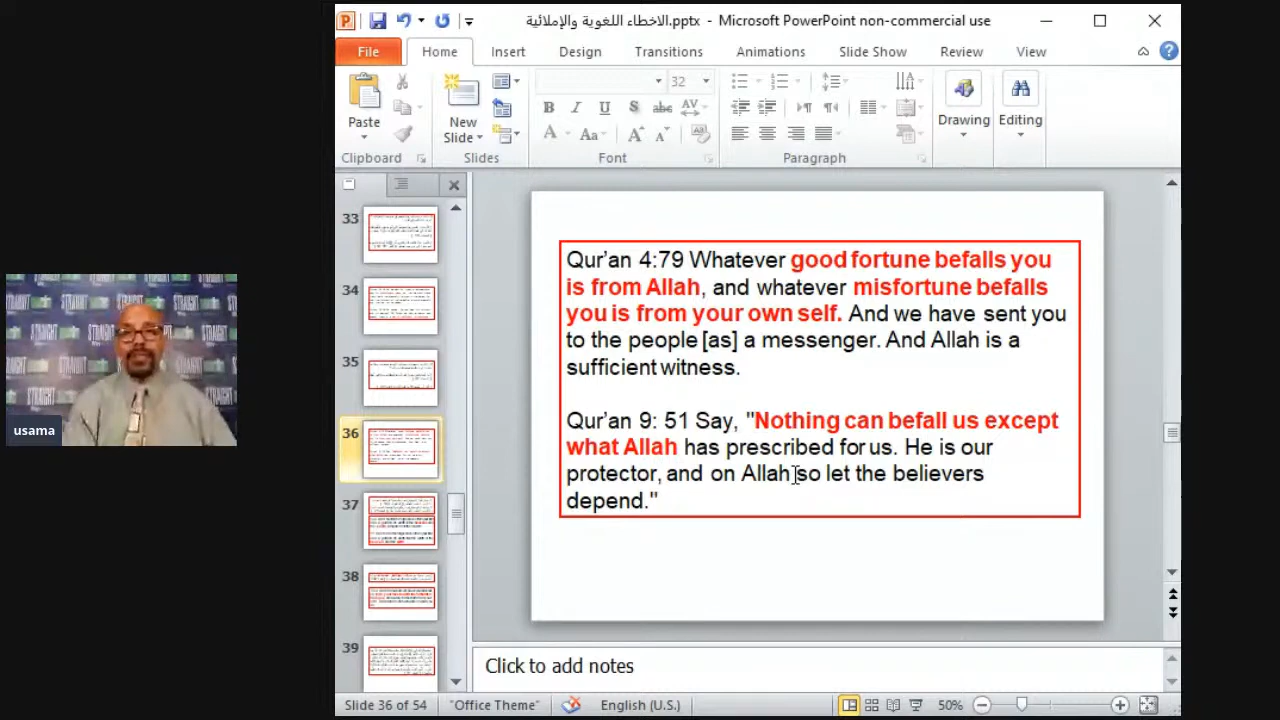 الاخطاء اللغوية والإملائية.pptx - Microsoft PowerPoint non-commercial use
File Home Insert Design Transitions Animations Slide Show Review View
32
Paste
New
Slide
Drawing
Editing
Clipboard Slides Font Paragraph
33
34
35
36
37
38
39
Qur’an 4:79 Whatever good fortune befalls you
is from Allah, and whatever misfortune befalls
you is from your own self. And we have sent you
to the people [as] a messenger. And Allah is a
sufficient witness.
Qur’an 9: 51 Say, "Nothing can befall us except
what Allah has prescribed for us. He is our
protector, and on Allah so let the believers
depend."
STRAIGHT
usama
Click to add notes
Slide 36 of 54 "Office Theme" English (U.S.) 50%